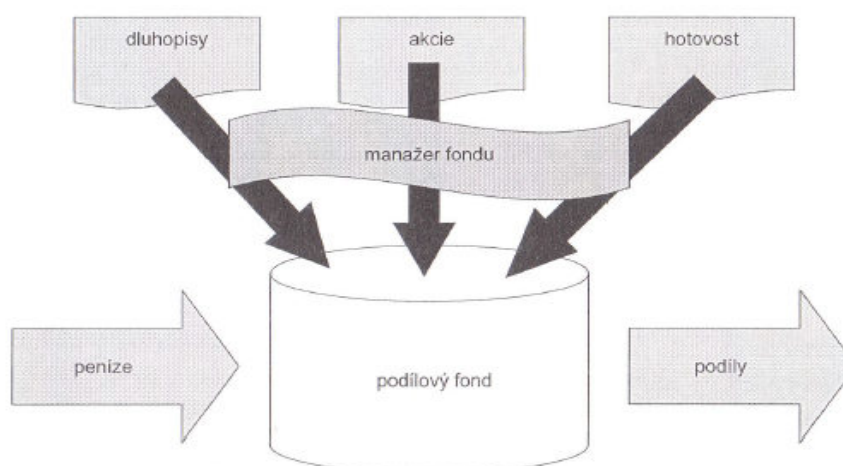 dluhopisy
akcie
hotovost
manažer fondu
peníze
podílový fond
podíly